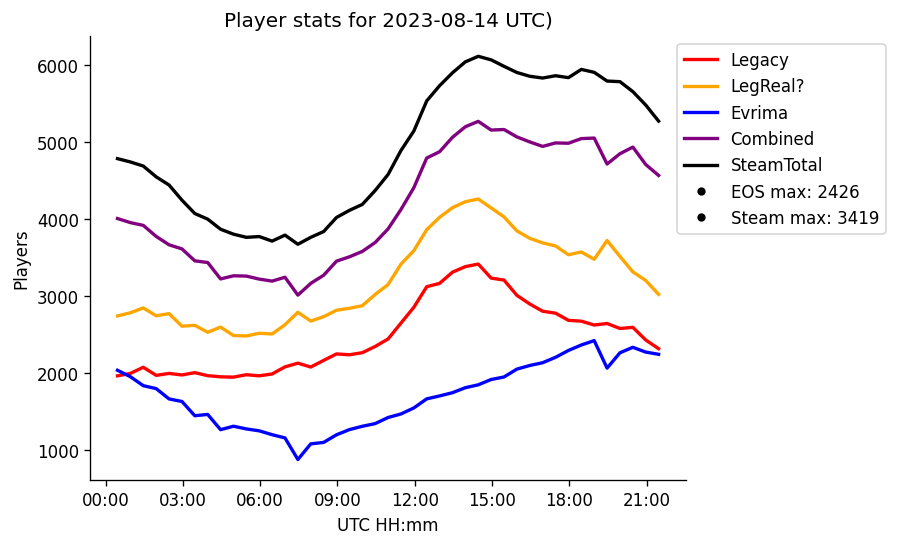 Player stats for 2023-08-14 UTC)
Players
6000
5000
4000
3000
2000
1000
00:00 03:00 06:00 09:00 12:00 15:00 18:00 21:00
UTC HH:mm
Legacy
LegReal?
Evrima
Combined
SteamTotal
EOS max: 2426
Steam max: 3419